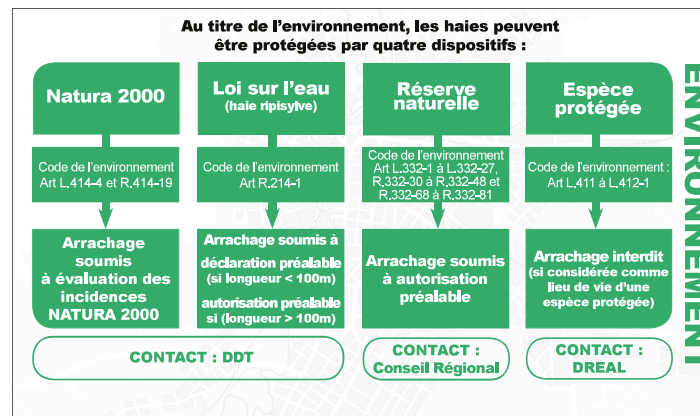 Au titre de l'environnement, les haies peuvent
être protégées par quatre dispositifs :
Natura 2000
Code de l'environnement
Art L.414-4 et R.414-19
Arrachage
soumis
à évaluation des
incidences
NATURA 2000
Loi sur l'eau
(haie ripisylve)
Code de l'environnement
Art R.214-1
Arrachage soumis à
déclaration préalable
(si longueur < 100m)
autorisation préalable
si (longueur > 100m)
CONTACT : DDT
Réserve
naturelle
Code de l'environnement
Art L.332-1 à L.332-27,
R.332-30 à R.332-48 et
R.332-68 à R.332-81
Arrachage soumis
à autorisation
préalable
CONTACT :
Conseil Régional
Espèce
protégée
Code de l'environnement :
Art L.411 à L.412-1
Arrachage interdit
(si considérée comme
lieu de vie d'une
espèce protégée)
CONTACT :
DREAL
ENVIRONNEMENT